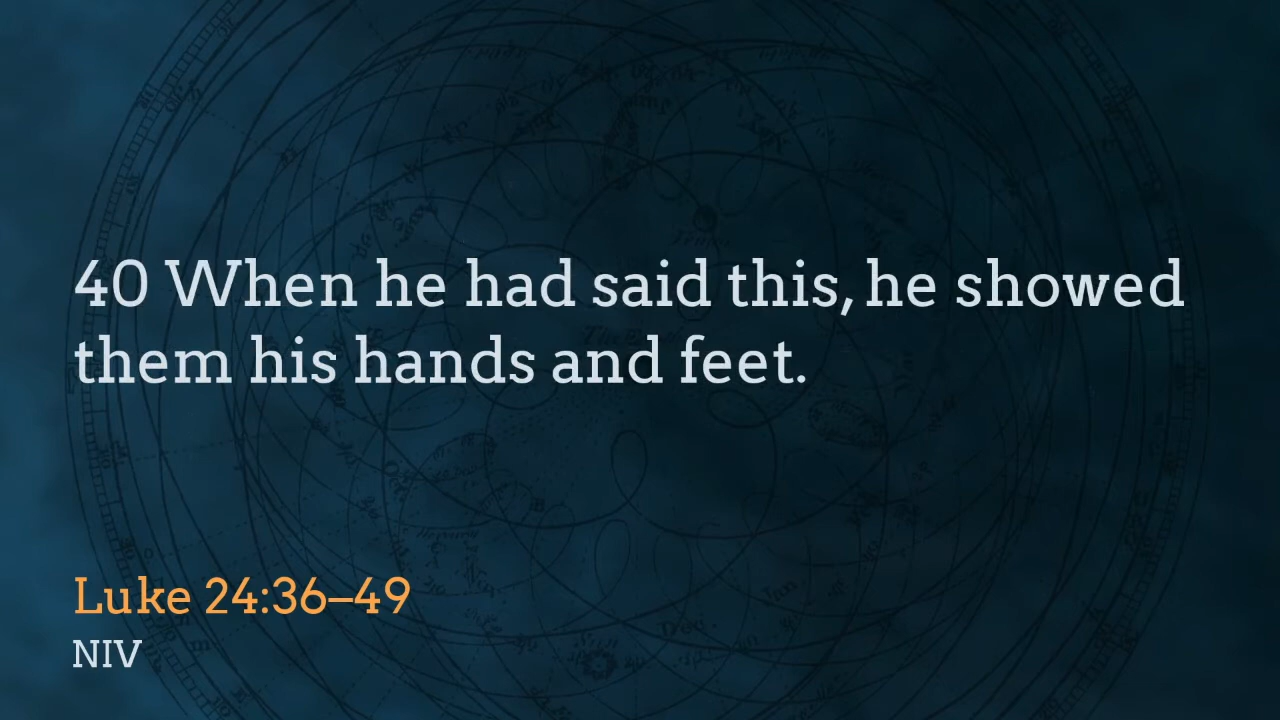 40 When he had said this, he showed
them his hands and feet.
Luke 24:36–49
NIV